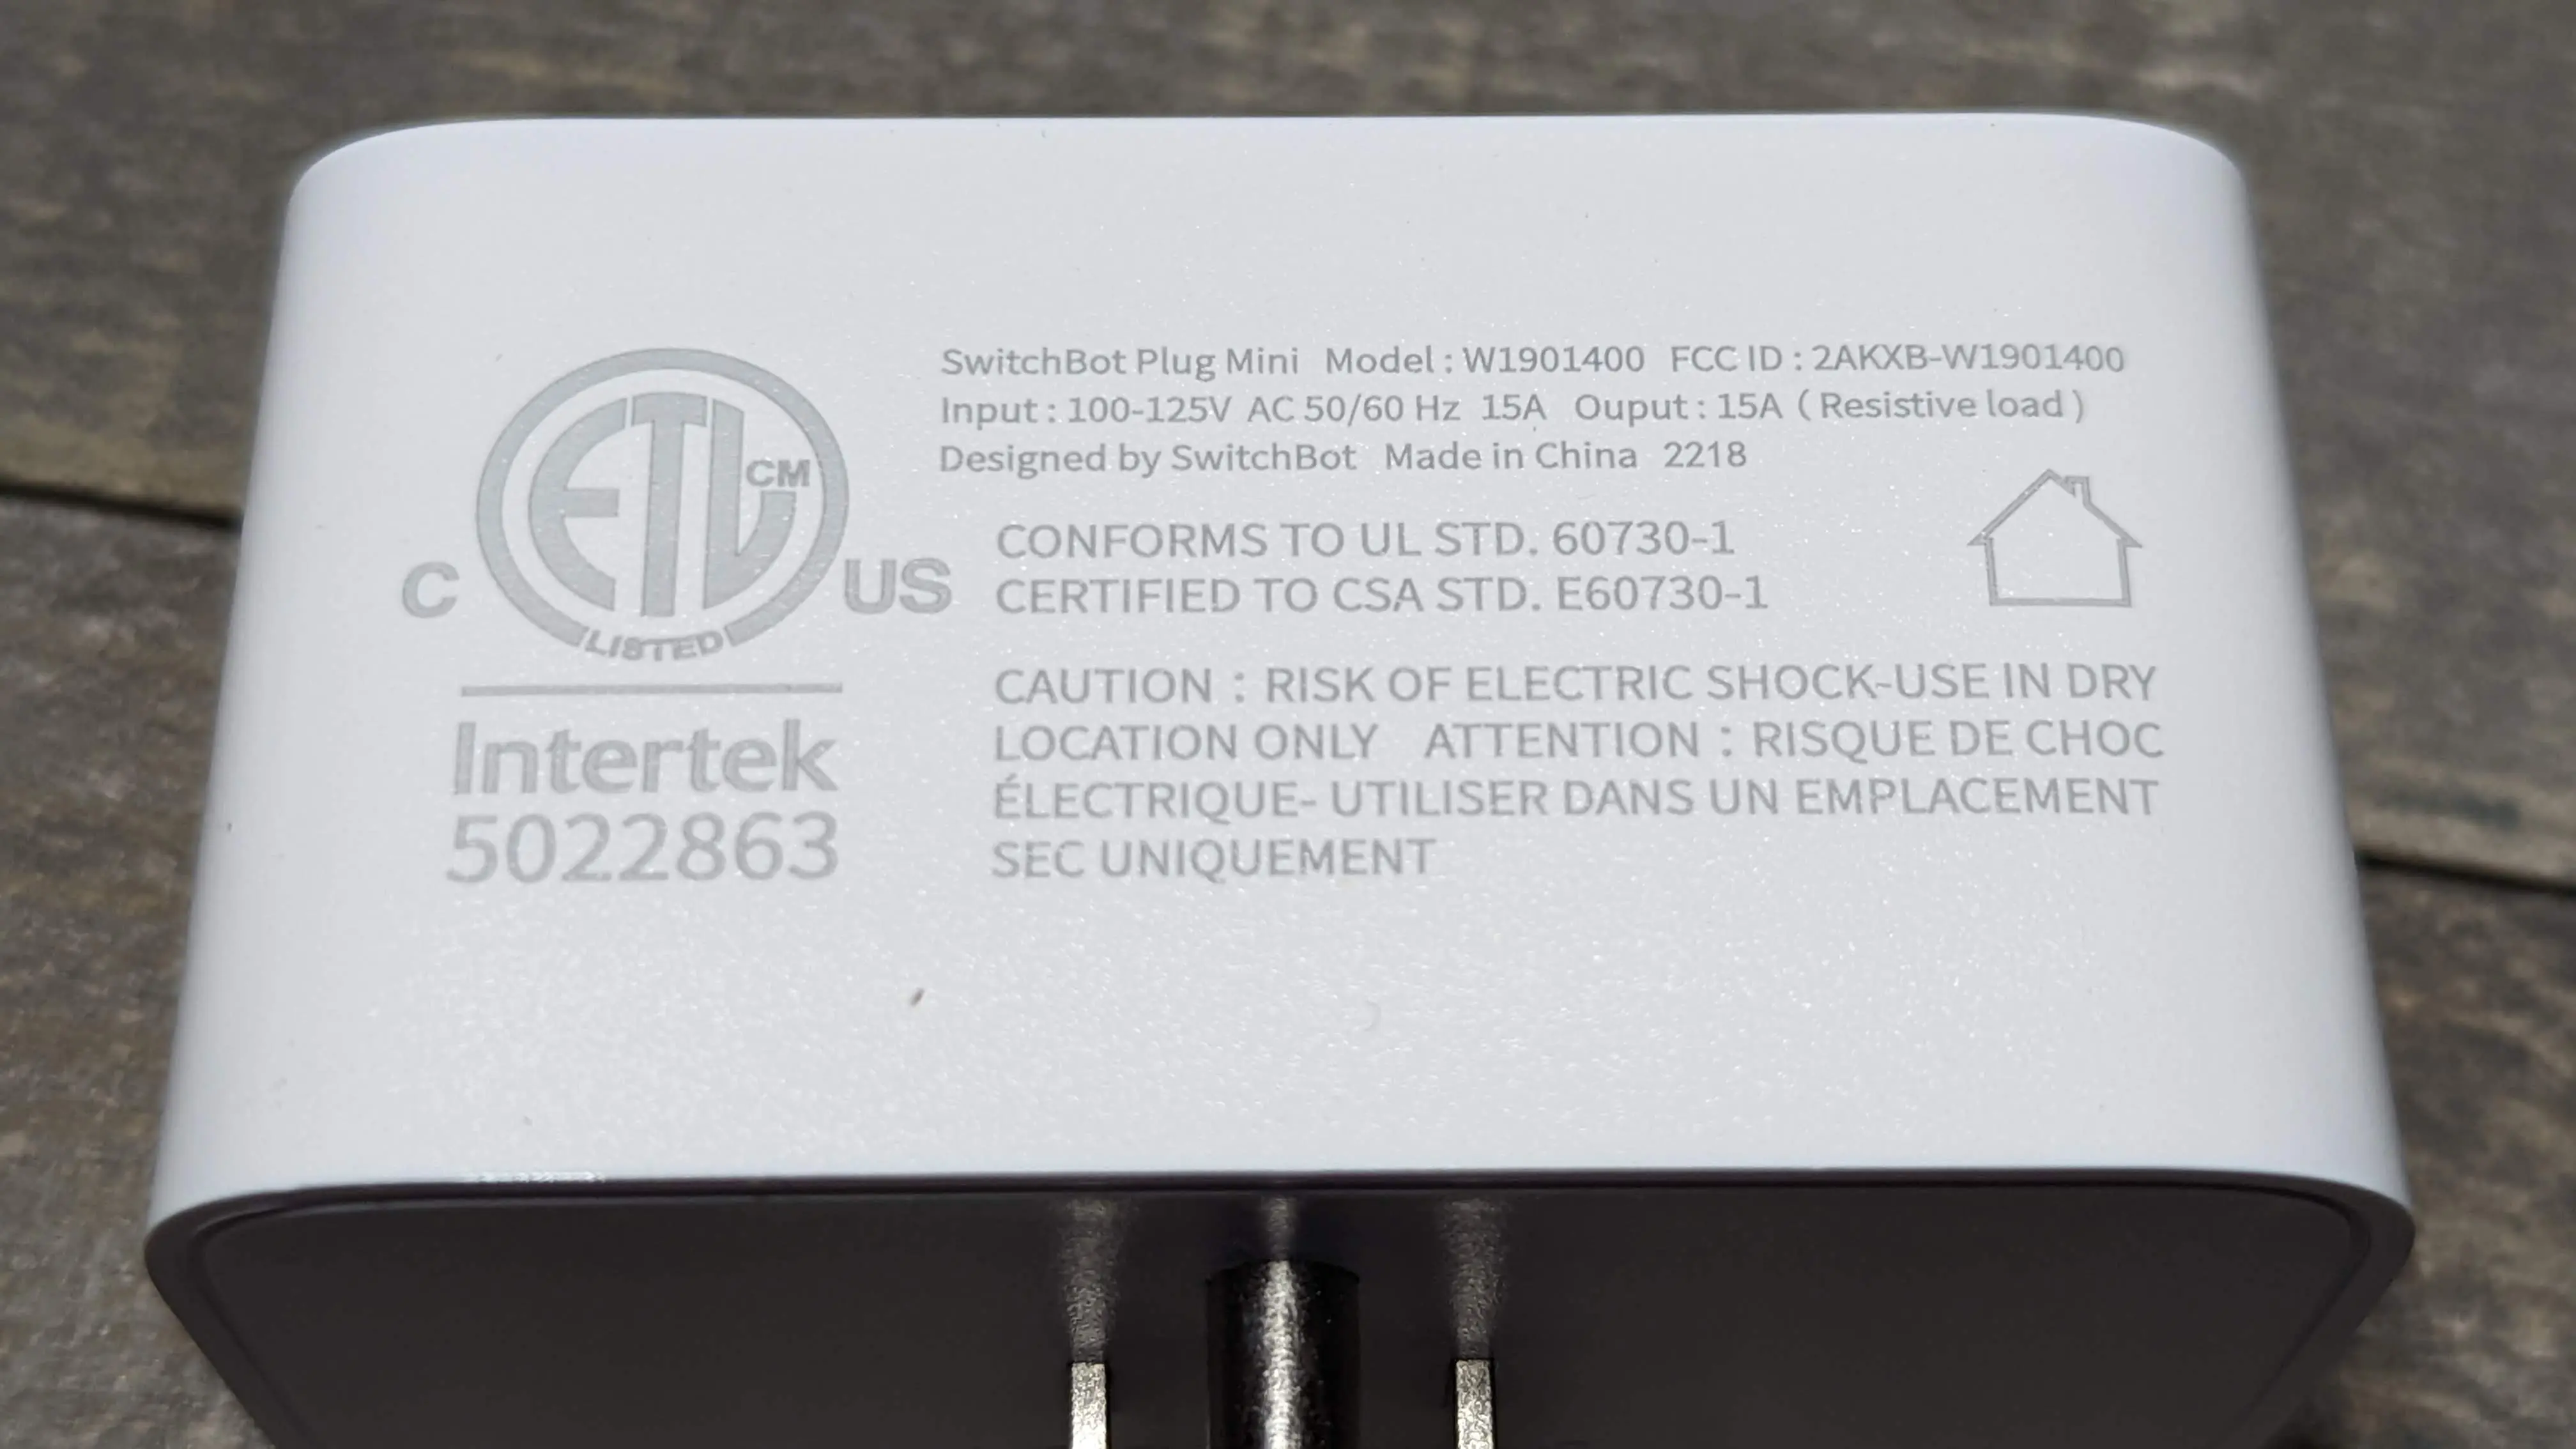 SwitchBot Plug Mini Model : W1901400 FCC ID : 2AKXB-W1901400
Input : 100-125V AC 50/60 Hz 15A Ouput : 15A ( Resistive load )
Designed by SwitchBot Made in China 2218
ETL CM
C US
LISTED
Intertek
5022863
CONFORMS TO UL STD. 60730-1
CERTIFIED TO CSA STD. E60730-1
CAUTION : RISK OF ELECTRIC SHOCK-USE IN DRY
LOCATION ONLY ATTENTION : RISQUE DE CHOC
ÉLECTRIQUE- UTILISER DANS UN EMPLACEMENT
SEC UNIQUEMENT